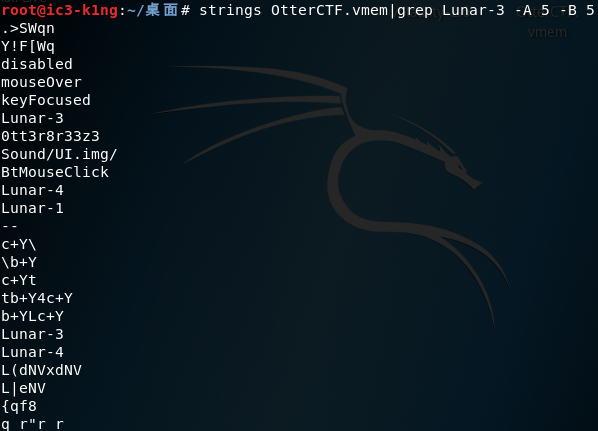 root@ic3-k1ng:~/桌面# strings OtterCTF.vmem|grep Lunar-3 -A 5 -B 5
vmem
.>SWqn
Y!F[Wq
disabled
mouseOver
keyFocused
Lunar-3
0tt3r8r33z3
Sound/UI.img/
BtMouseClick
Lunar-4
Lunar-1
--
c+Y\
\b+Y
c+Yt
tb+Y4c+Y
b+YLc+Y
Lunar-3
Lunar-4
L(dNVxdNV
L|eNV
{qf8
q r"r r